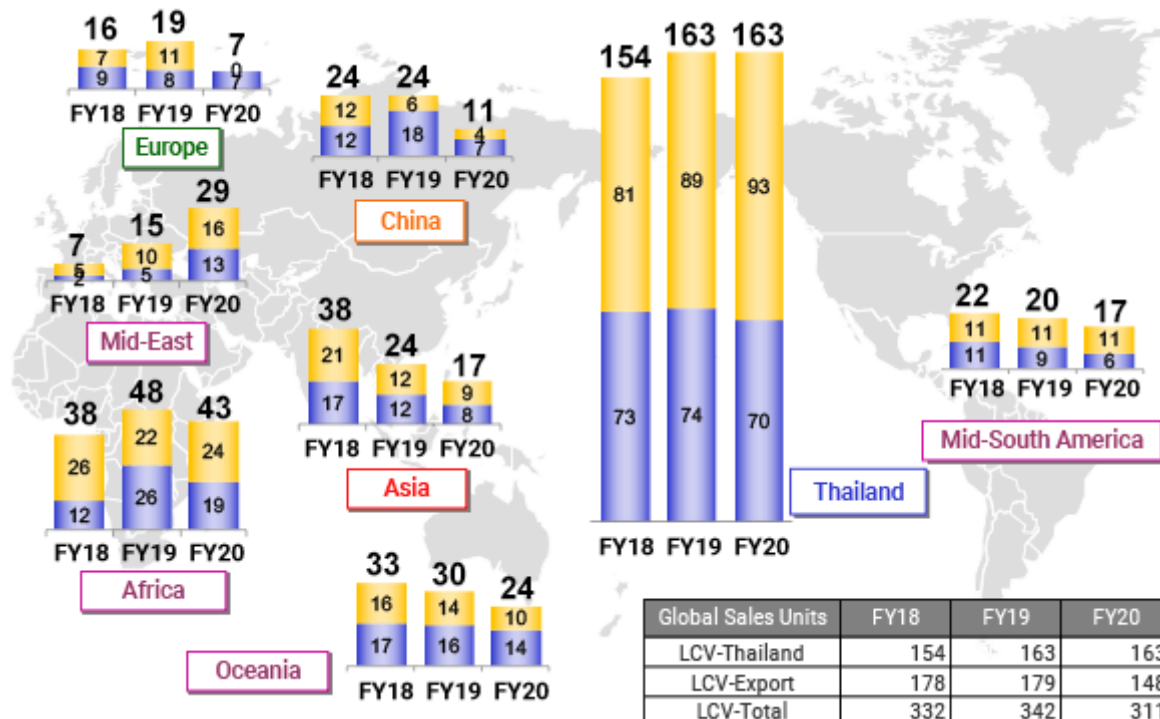 16 19 7
7 11 0
9 8 7
FY18 FY19 FY20
Europe
24 24 11
12 6 4
12 18 7
FY18 FY19 FY20
China
7 15 29
5 10 16
2 5 13
FY18 FY19 FY20
Mid-East
38 24 17
21 12 9
17 12 8
FY18 FY19 FY20
Asia
38 48 43
26 22 24
12 26 19
FY18 FY19 FY20
Africa
33 30 24
16 14 10
17 16 14
FY18 FY19 FY20
Oceania
154 163 163
81 89 93
73 74 70
FY18 FY19 FY20
Thailand
22 20 17
11 11 11
11 9 6
FY18 FY19 FY20
Mid-South America
Global Sales Units FY18 FY19 FY20
LCV-Thailand 154 163 163
LCV-Export 178 179 148
LCV-Total 332 342 311